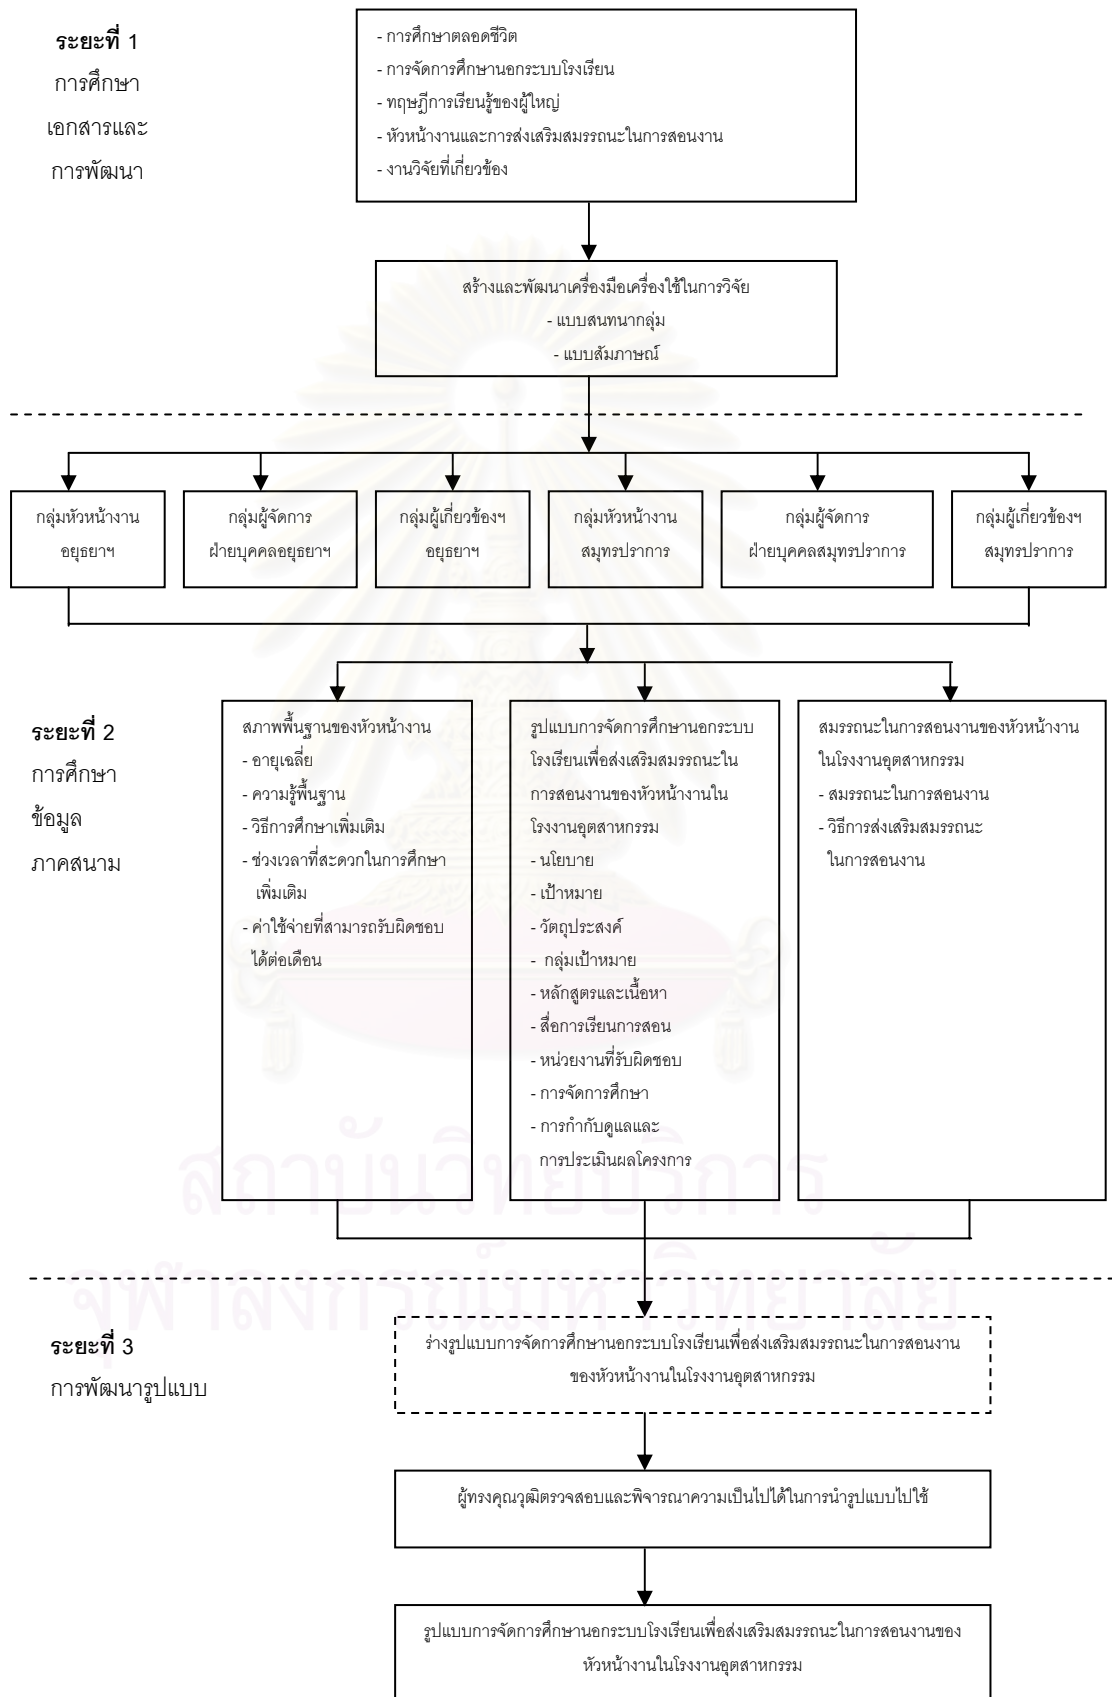 ระยะที่ 1
การศึกษา
เอกสารและ
การพัฒนา
- การศึกษาตลอดชีวิต
- การจัดการศึกษานอกระบบโรงเรียน
- ทฤษฎีการเรียนรู้ของผู้ใหญ่
- หัวหน้างานและการส่งเสริมสมรรถนะในการสอนงาน
- งานวิจัยที่เกี่ยวข้อง
สร้างและพัฒนาเครื่องมือเครื่องใช้ในการวิจัย
- แบบสนทนากลุ่ม
- แบบสัมภาษณ์
กลุ่มหัวหน้างาน
อยุธยาฯ
กลุ่มผู้จัดการ
ฝ่ายบุคคลอยุธยาฯ
กลุ่มผู้เกี่ยวข้องฯ
อยุธยาฯ
กลุ่มหัวหน้างาน
สมุทรปราการ
กลุ่มผู้จัดการ
ฝ่ายบุคคลสมุทรปราการ
กลุ่มผู้เกี่ยวข้องฯ
สมุทรปราการ
ระยะที่ 2
การศึกษา
ข้อมูล
ภาคสนาม
สภาพพื้นฐานของหัวหน้างาน
- อายุเฉลี่ย
- ความรู้พื้นฐาน
- วิธีการศึกษาเพิ่มเติม
- ช่วงเวลาที่สะดวกในการศึกษา
เพิ่มเติม
- ค่าใช้จ่ายที่สามารถรับผิดชอบ
ได้ต่อเดือน
รูปแบบการจัดการศึกษานอกระบบ
โรงเรียนเพื่อส่งเสริมสมรรถนะใน
การสอนงานของหัวหน้างานใน
โรงงานอุตสาหกรรม
- นโยบาย
- เป้าหมาย
- วัตถุประสงค์
- กลุ่มเป้าหมาย
- หลักสูตรและเนื้อหา
- สื่อการเรียนการสอน
- หน่วยงานที่รับผิดชอบ
- การจัดการศึกษา
- การกำกับดูแลและ
การประเมินผลโครงการ
สมรรถนะในการสอนงานของหัวหน้างาน
ในโรงงานอุตสาหกรรม
- สมรรถนะในการสอนงาน
- วิธีการส่งเสริมสมรรถนะ
ในการสอนงาน
สถาบันวิทยบริการ
จุฬาลงกรณ์มหาวิทยาลัย
ระยะที่ 3
การพัฒนารูปแบบ
ร่างรูปแบบการจัดการศึกษานอกระบบโรงเรียนเพื่อส่งเสริมสมรรถนะในการสอนงาน
ของหัวหน้างานในโรงงานอุตสาหกรรม
ผู้ทรงคุณวุฒิตรวจสอบและพิจารณาความเป็นไปได้ในการนำรูปแบบไปใช้
รูปแบบการจัดการศึกษานอกระบบโรงเรียนเพื่อส่งเสริมสมรรถนะในการสอนงานของ
หัวหน้างานในโรงงานอุตสาหกรรม